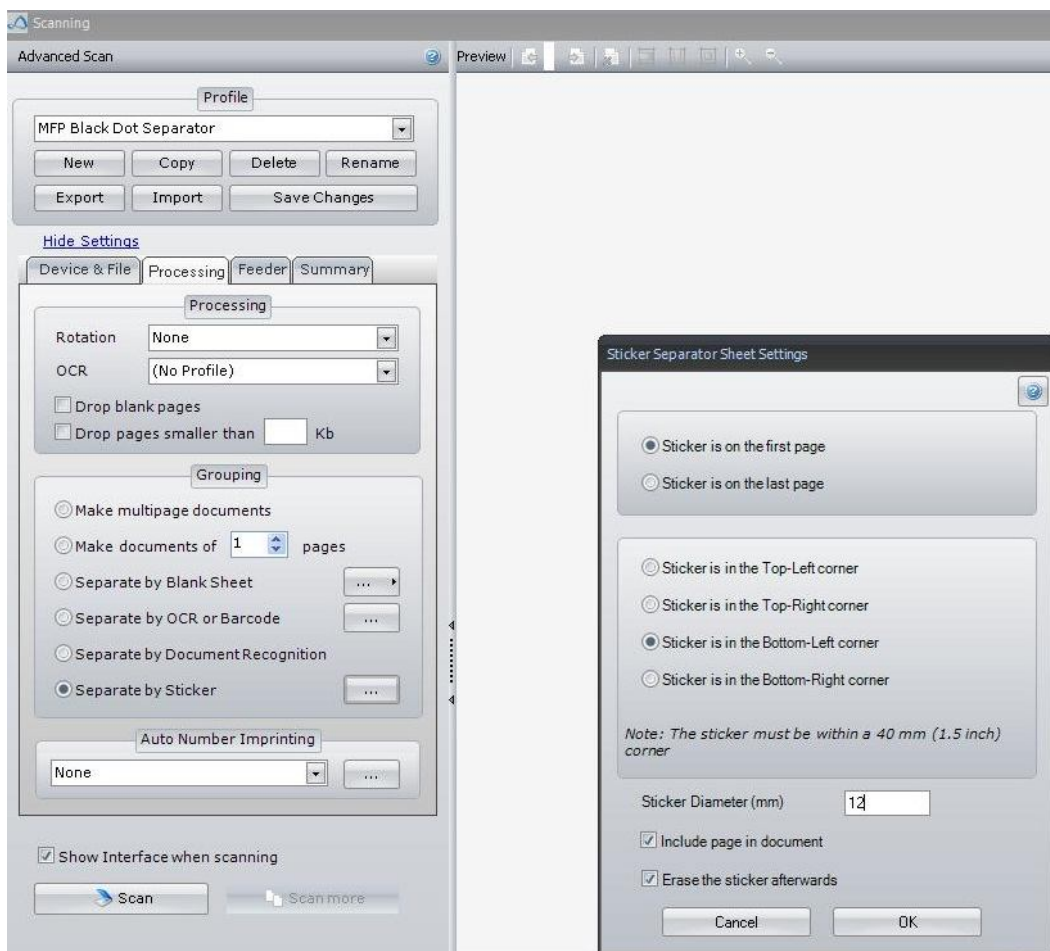 Scanning
Advanced Scan
Preview
Profile
MFP Black Dot Separator
New Copy Delete Rename
Export Import Save Changes
Hide Settings
Device & File Processing Feeder Summary
Processing
Rotation None
OCR (No Profile)
Drop blank pages
Drop pages smaller than Kb
Grouping
Make multipage documents
Make documents of 1 pages
Separate by Blank Sheet ...
Separate by OCR or Barcode ...
Separate by Document Recognition
Separate by Sticker ...
Auto Number Imprinting
None ...
Show Interface when scanning
Scan Scan more
Sticker Separator Sheet Settings
Sticker is on the first page
Sticker is on the last page
Sticker is in the Top-Left corner
Sticker is in the Top-Right corner
Sticker is in the Bottom-Left corner
Sticker is in the Bottom-Right corner
Note: The sticker must be within a 40 mm (1.5 inch)
corner
Sticker Diameter (mm) 12
Include page in document
Erase the sticker afterwards
Cancel OK